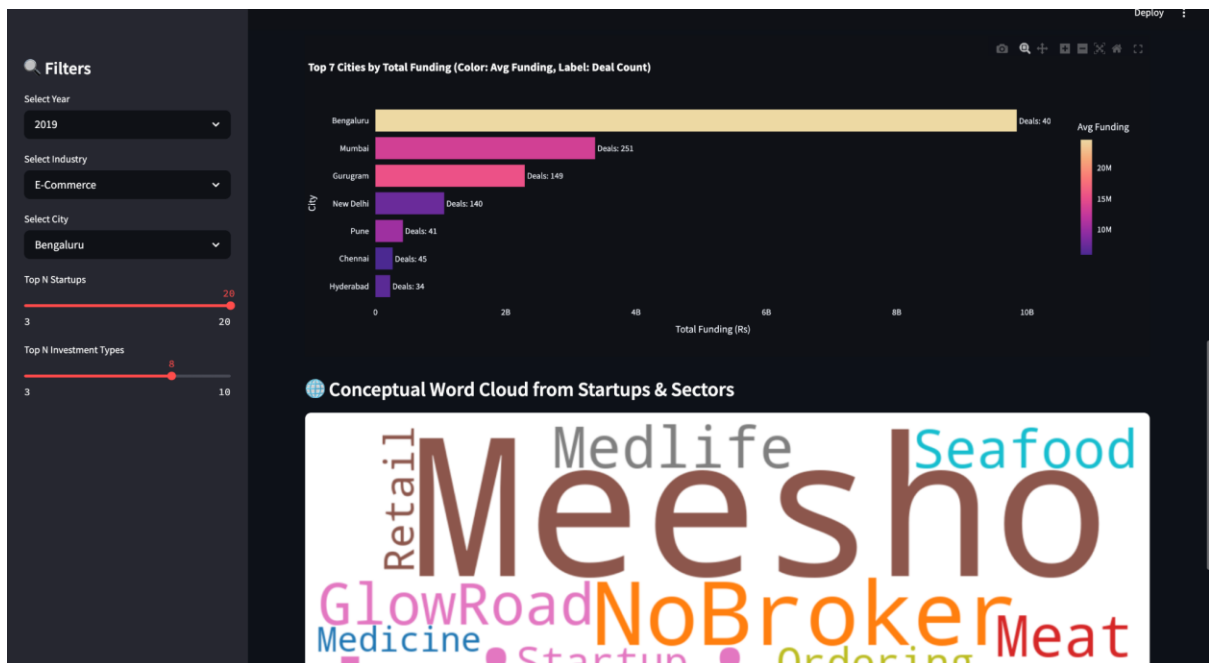 Deploy
Filters
Select Year
2019
Select Industry
E-Commerce
Select City
Bengaluru
Top N Startups
20
3 20
Top N Investment Types
8
3 10
Top 7 Cities by Total Funding (Color: Avg Funding, Label: Deal Count)
City
Bengaluru Deals: 40
Mumbai Deals: 251
Gurugram Deals: 149
New Delhi Deals: 140
Pune Deals: 41
Chennai Deals: 45
Hyderabad Deals: 34
0 2B 4B 6B 8B 10B
Total Funding (Rs)
Avg Funding
20M
15M
10M
Conceptual Word Cloud from Startups & Sectors
Retail
Meesho
Medlife
Seafood
GlowRoad
NoBroker
Medicine
Meat
Startup
Ordering